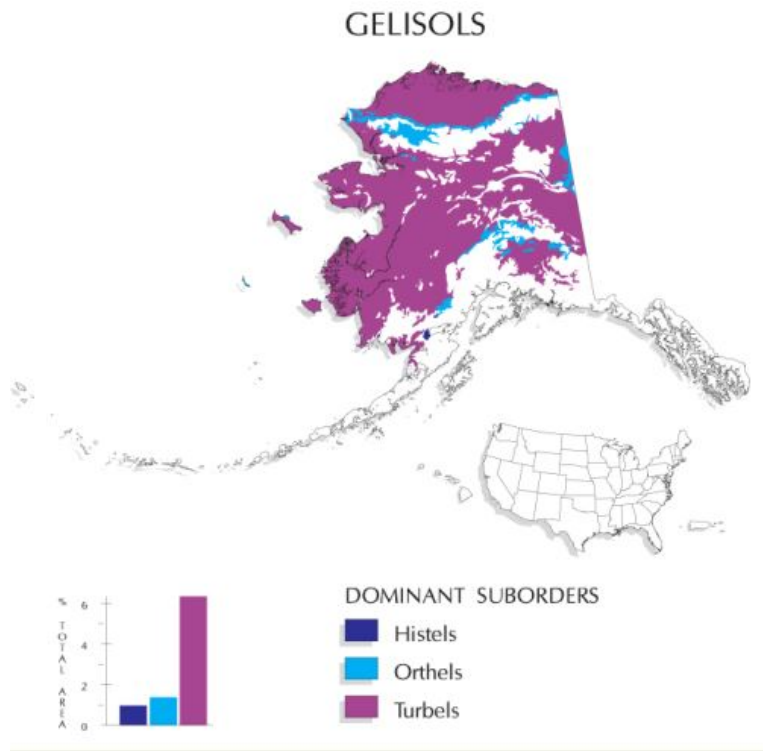 GELISOLS
% TOTAL AREA
6
4
2
0
DOMINANT SUBORDERS
Histels
Orthels
Turbels